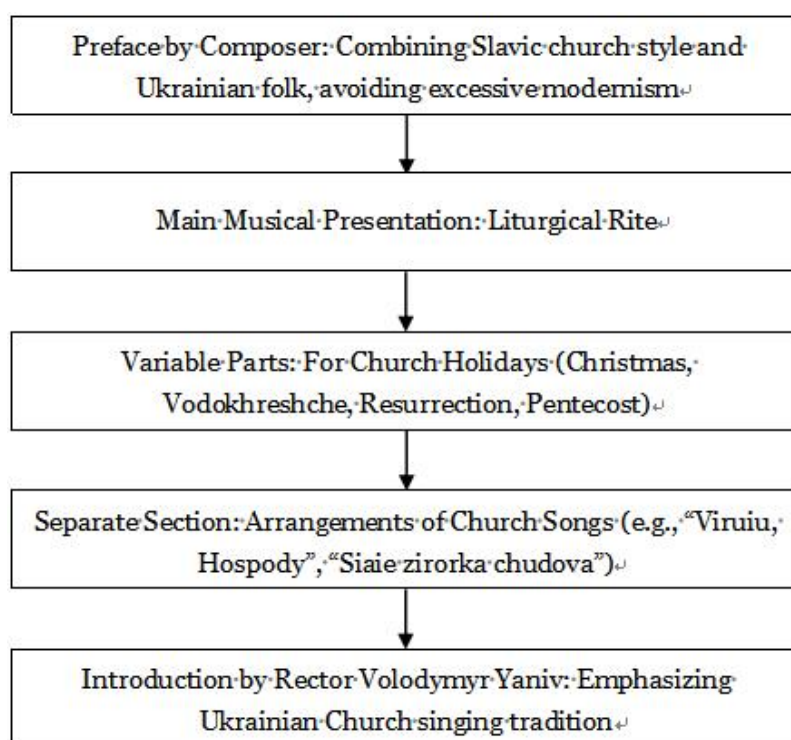 Preface by Composer: Combining Slavic church style and
Ukrainian folk, avoiding excessive modernism
Main Musical Presentation: Liturgical Rite
Variable Parts: For Church Holidays (Christmas,
Vodokhreshche, Resurrection, Pentecost)
Separate Section: Arrangements of Church Songs (e.g., “Viruiu,
Hospody”, “Siaie zirorka chudova”)
Introduction by Rector Volodymyr Yaniv: Emphasizing
Ukrainian Church singing tradition